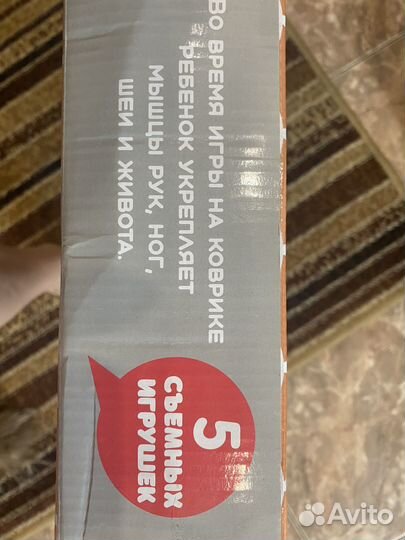 ВО ВРЕМЯ ИГРЫ НА КОВРИКЕ
РЕБЕНОК УКРЕПЛЯЕТ
МЫШЦЫ РУК, НОГ,
ШЕИ И ЖИВОТА.
5
СЪЕМНЫХ
ИГРУШЕК
Avito